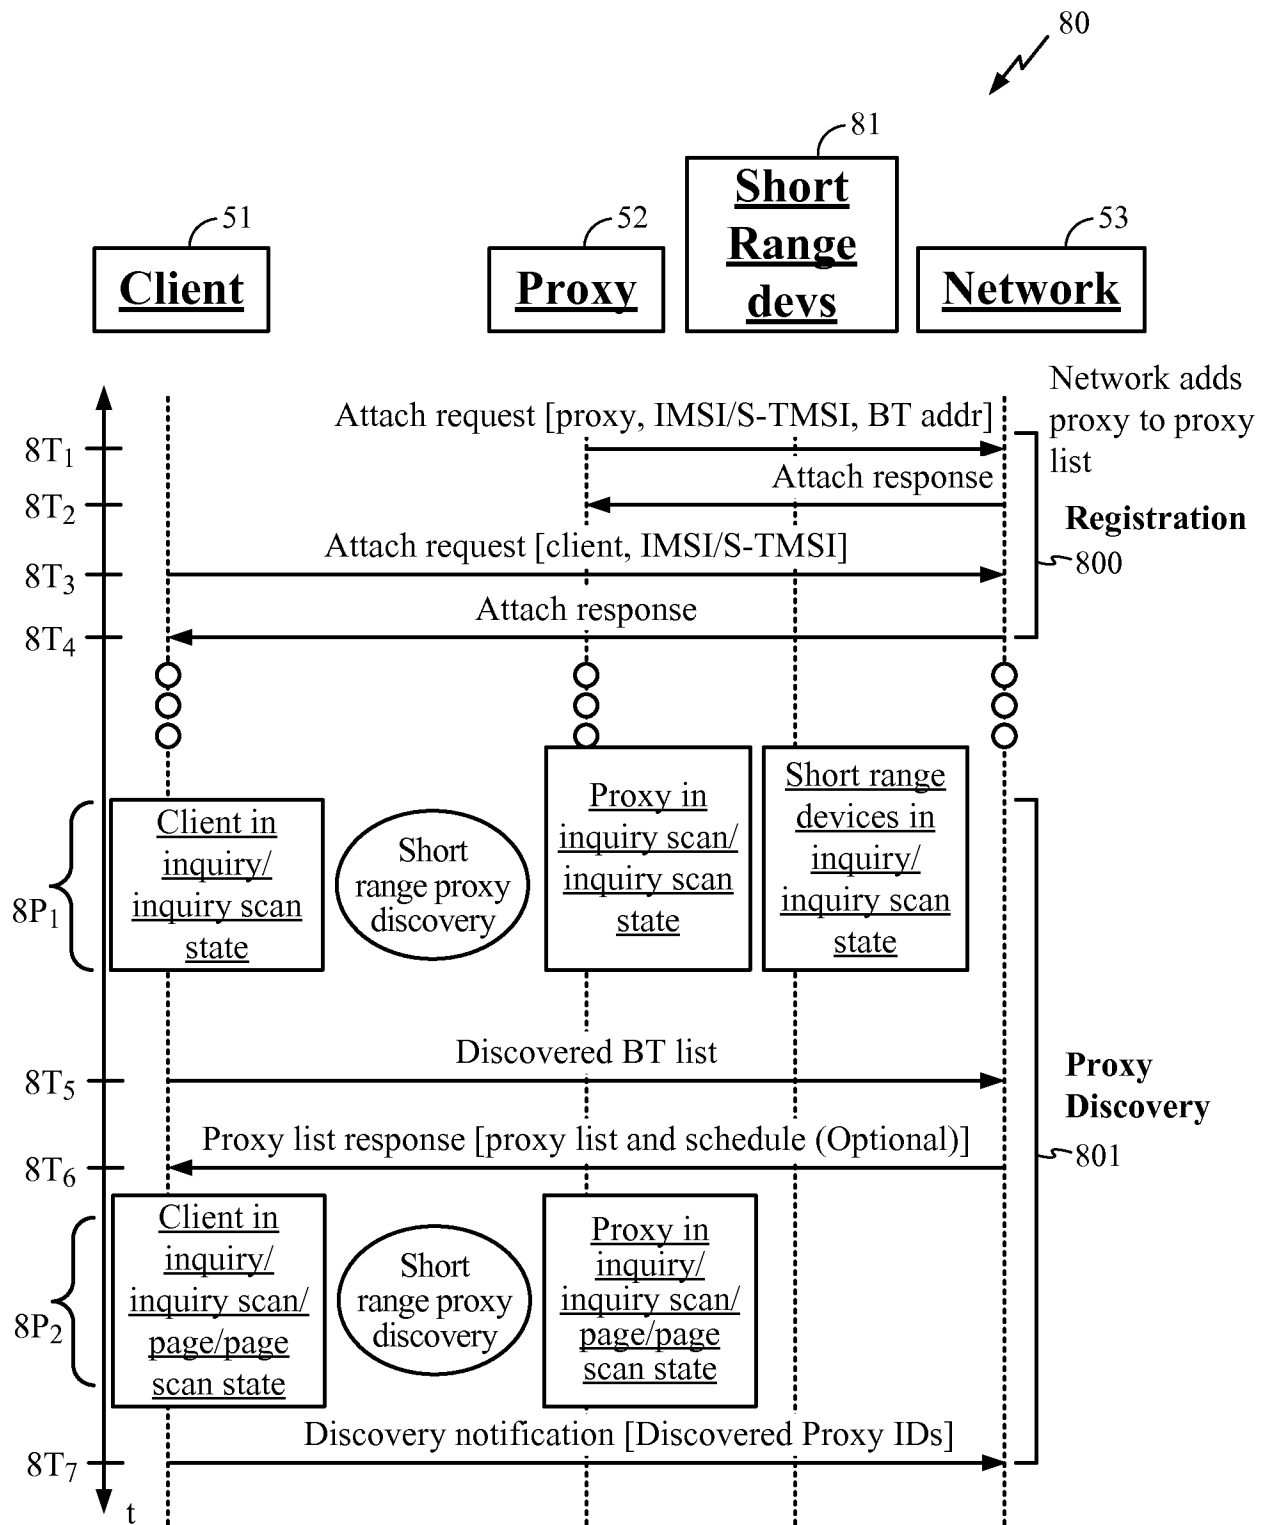 80
81
Short
Range
devs
51
Client
52
Proxy
53
Network
Network adds
proxy to proxy
list
Attach request [proxy, IMSI/S-TMSI, BT addr]
8T1
Attach response
8T2
Registration
800
Attach request [client, IMSI/S-TMSI]
8T3
Attach response
8T4
8P1
Client in
inquiry/
inquiry scan
state
Short
range proxy
discovery
Proxy in
inquiry scan/
inquiry scan
state
Short range
devices in
inquiry/
inquiry scan
state
Discovered BT list
8T5
Proxy
Discovery
801
Proxy list response [proxy list and schedule (Optional)]
8T6
8P2
Client in
inquiry/
inquiry scan/
page/page
scan state
Short
range proxy
discovery
Proxy in
inquiry/
inquiry scan/
page/page
scan state
Discovery notification [Discovered Proxy IDs]
8T7
t